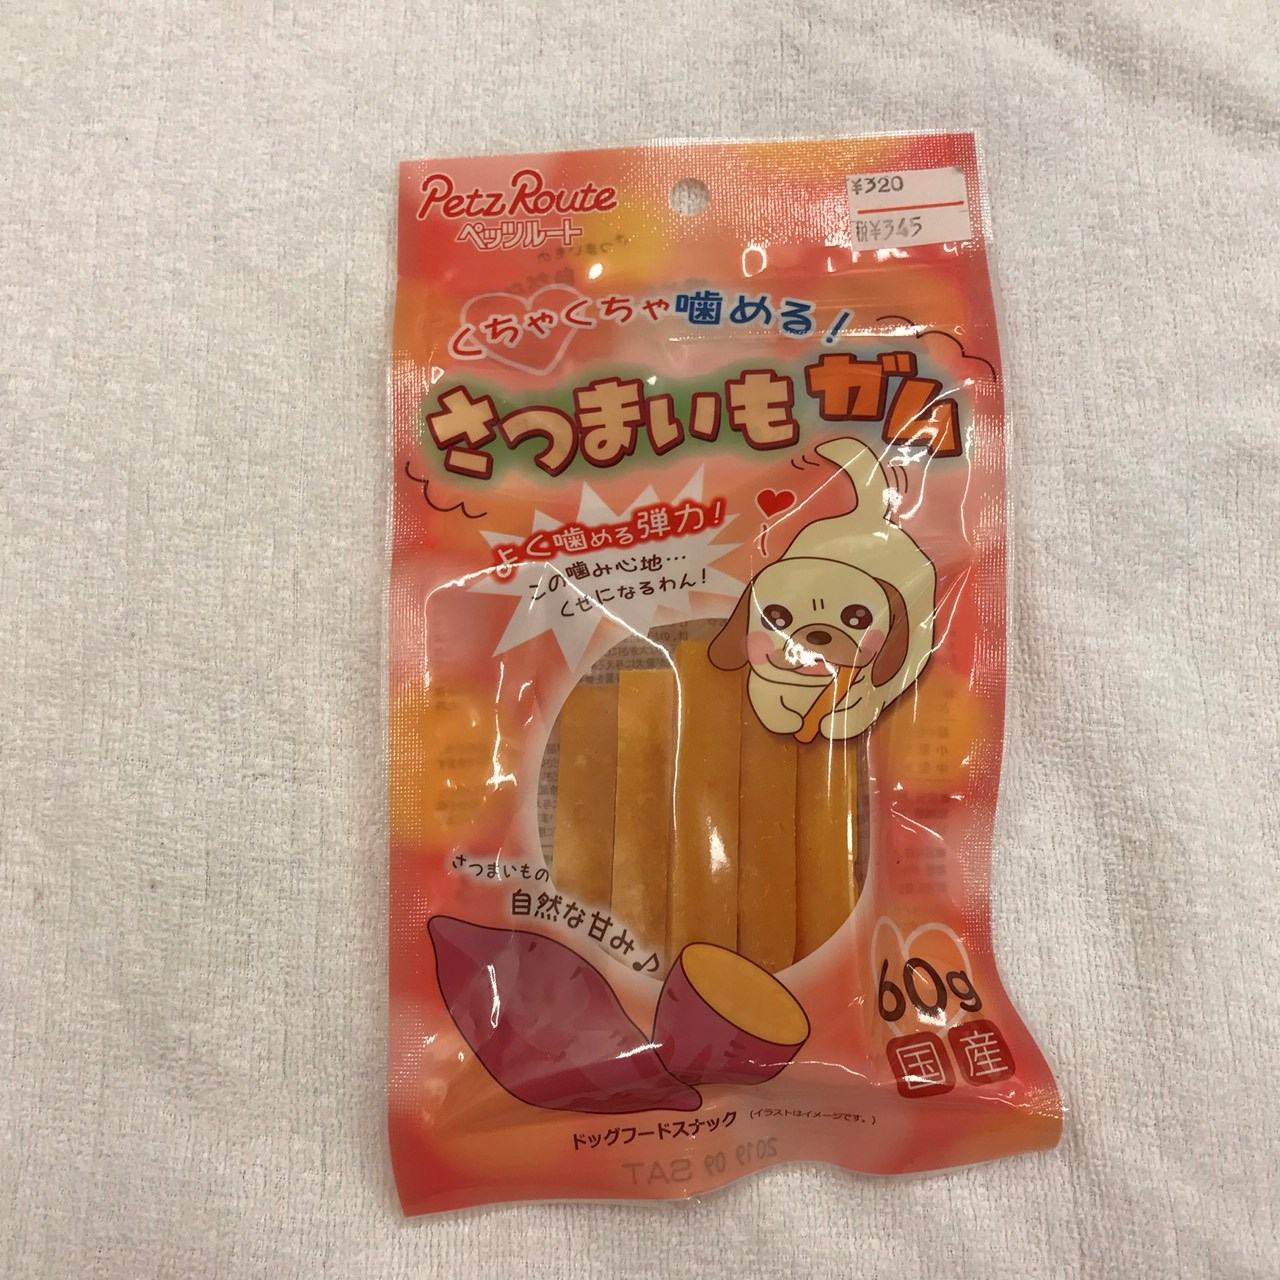 Petz Route
ペッツルート
¥320
税¥345
くちゃくちゃ噛める!
さつまいもガム
よく噛める弾力!
この噛み心地…
くせになるわん!
さつまいもの
自然な甘み♪
60g
国産
ドッグフードスナック (イラストはイメージです。)
2019 09 SAT